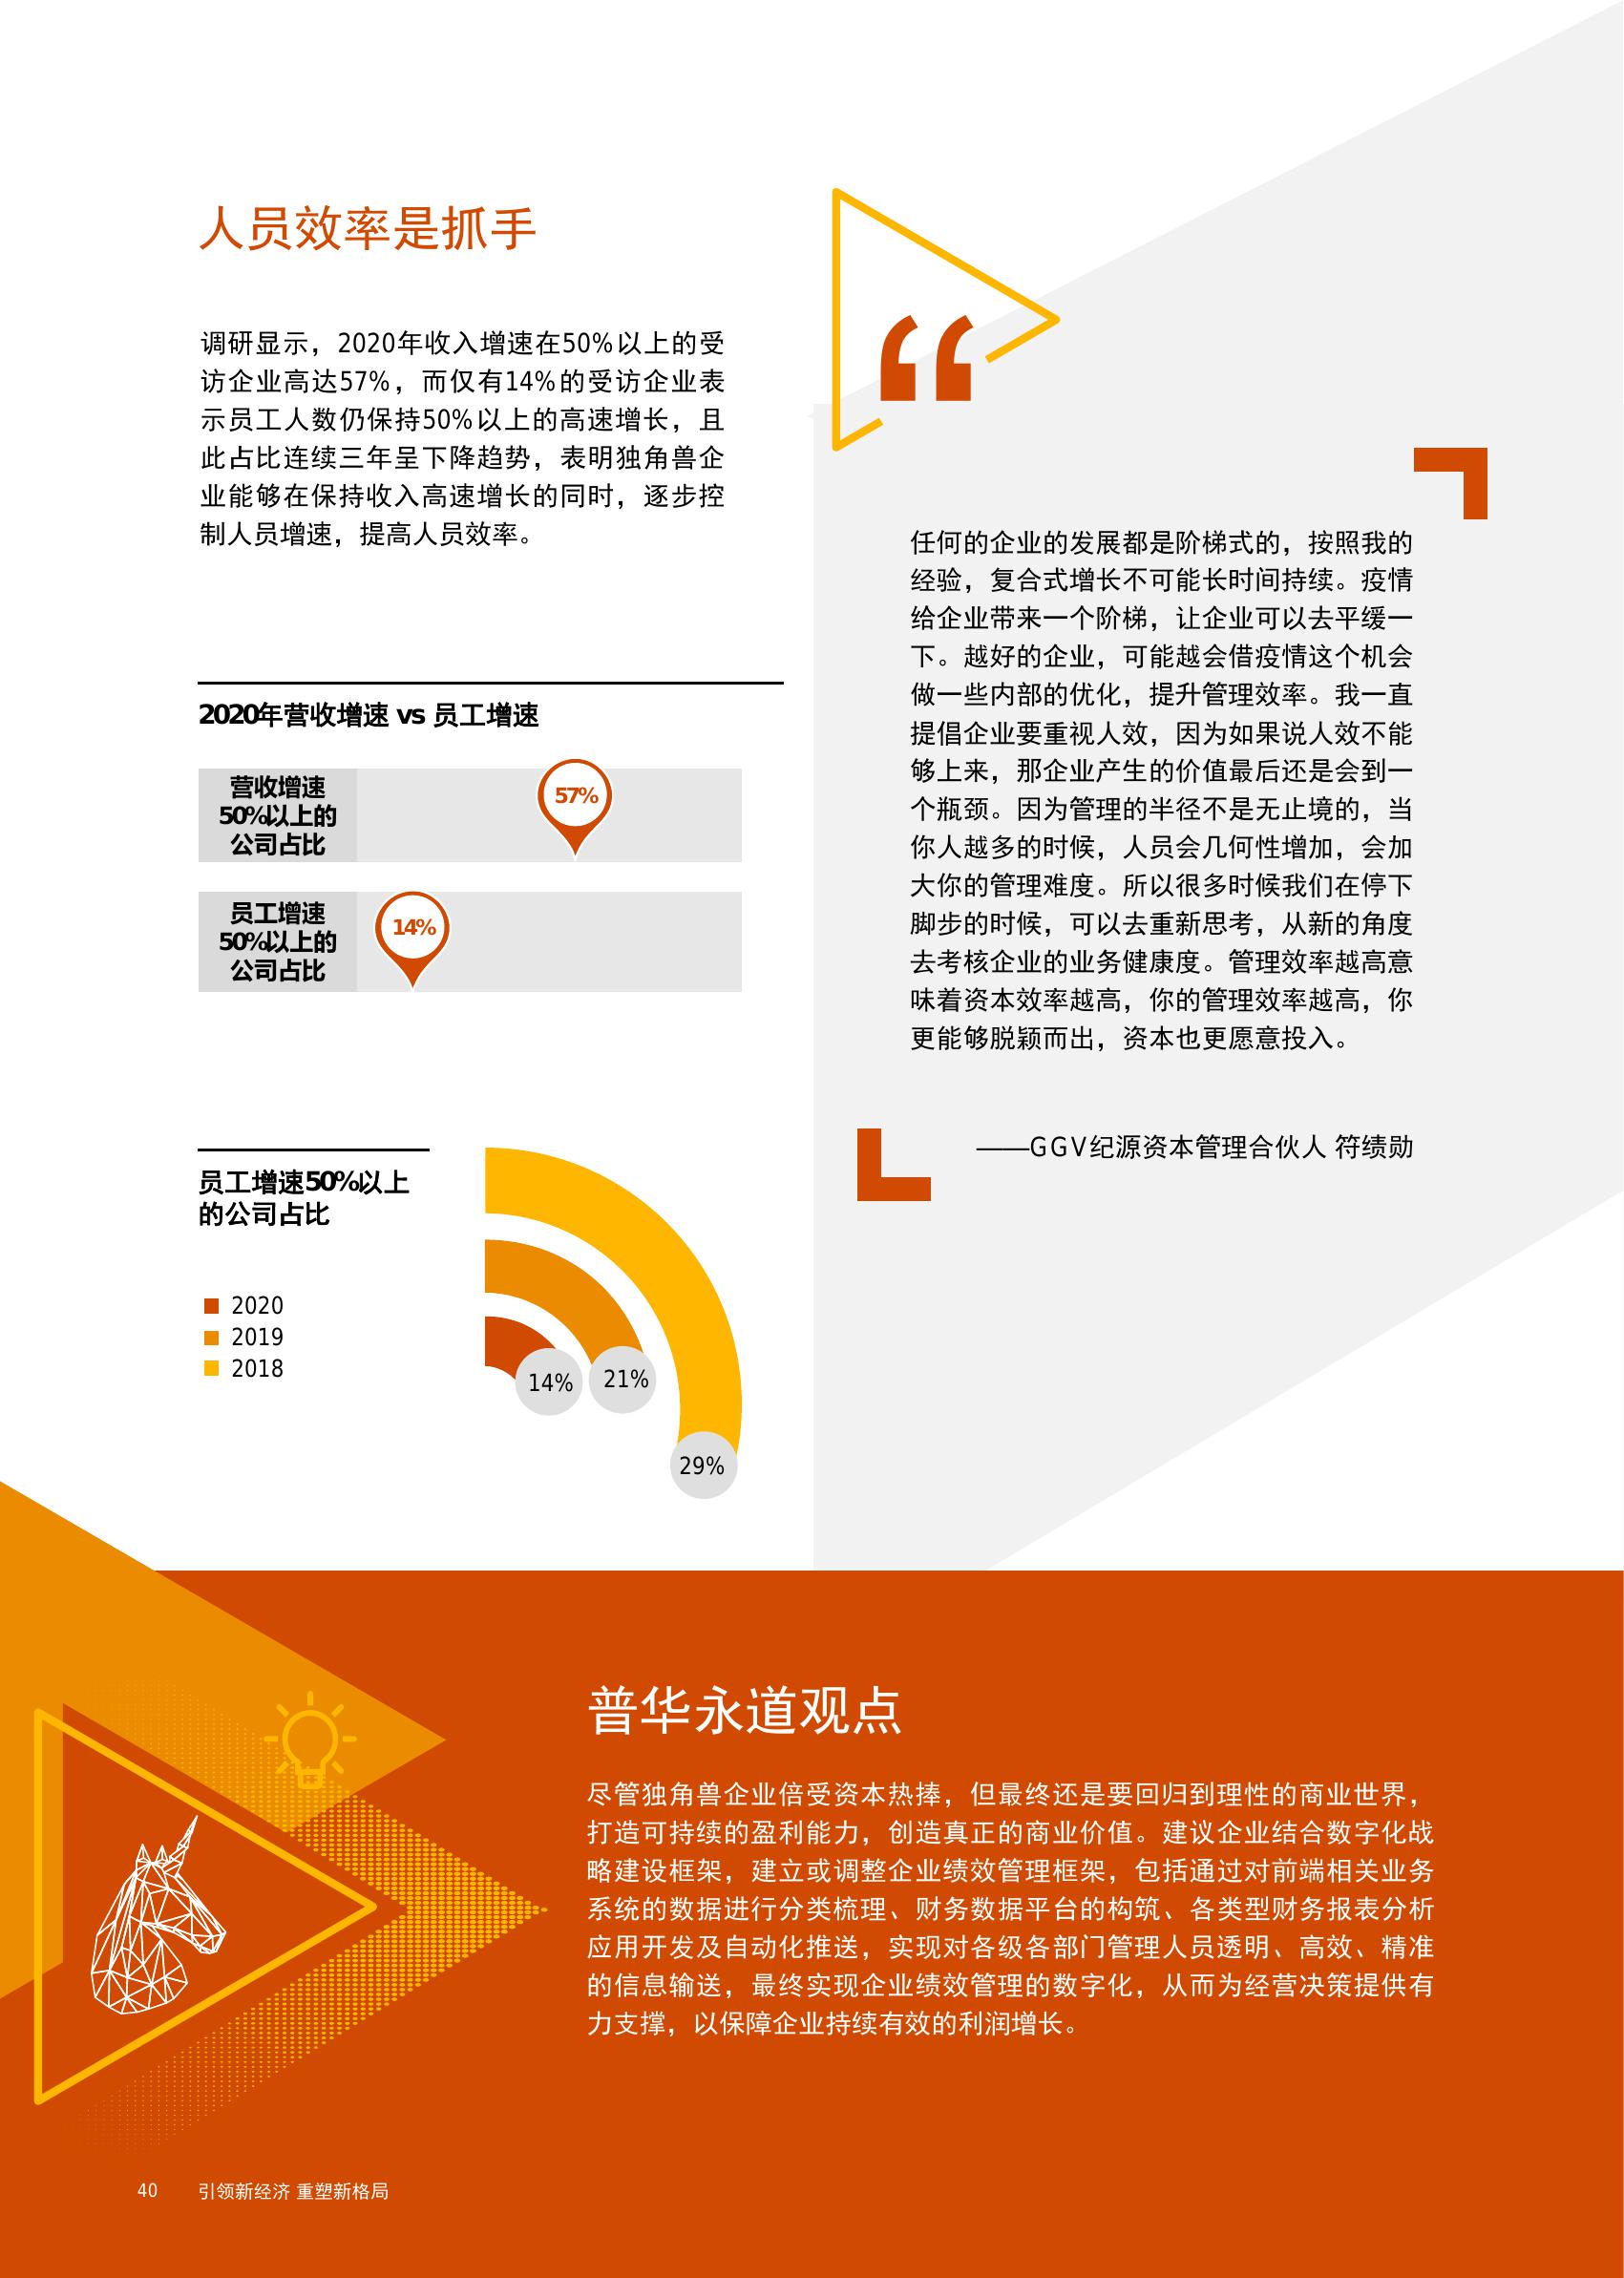 人员效率是抓手
调研显示，2020年收入增速在50%以上的受
访企业高达57%，而仅有14%的受访企业表
示员工人数仍保持50%以上的高速增长，且
此占比连续三年呈下降趋势，表明独角兽企
业能够在保持收入高速增长的同时，逐步控
制人员增速，提高人员效率。
2020年营收增速 vs 员工增速
营收增速
50%以上的
公司占比
57%
员工增速
50%以上的
公司占比
14%
员工增速50%以上
的公司占比
2020
2019
2018
14%
21%
29%
“
任何的企业的发展都是阶梯式的，按照我的
经验，复合式增长不可能长时间持续。疫情
给企业带来一个阶梯，让企业可以去平缓一
下。越好的企业，可能越会借疫情这个机会
做一些内部的优化，提升管理效率。我一直
提倡企业要重视人效，因为如果说人效不能
够上来，那企业产生的价值最后还是会到一
个瓶颈。因为管理的半径不是无止境的，当
你人越多的时候，人员会几何性增加，会加
大你的管理难度。所以很多时候我们在停下
脚步的时候，可以去重新思考，从新的角度
去考核企业的业务健康度。管理效率越高意
味着资本效率越高，你的管理效率越高，你
更能够脱颖而出，资本也更愿意投入。
——GGV纪源资本管理合伙人 符绩勋
普华永道观点
尽管独角兽企业倍受资本热捧，但最终还是要回归到理性的商业世界，
打造可持续的盈利能力，创造真正的商业价值。建议企业结合数字化战
略建设框架，建立或调整企业绩效管理框架，包括通过对前端相关业务
系统的数据进行分类梳理、财务数据平台的构筑、各类型财务报表分析
应用开发及自动化推送，实现对各级各部门管理人员透明、高效、精准
的信息输送，最终实现企业绩效管理的数字化，从而为经营决策提供有
力支撑，以保障企业持续有效的利润增长。
40 引领新经济 重塑新格局